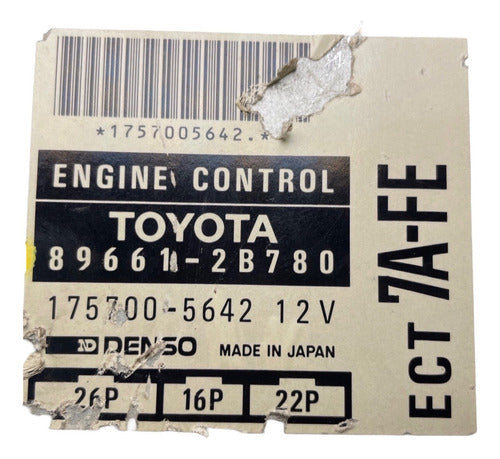 *1757005642.*
ENGINE CONTROL
TOYOTA
89661-2B780
175700-5642 12V
ND DENSO MADE IN JAPAN
26P 16P 22P
ECT 7A-FE